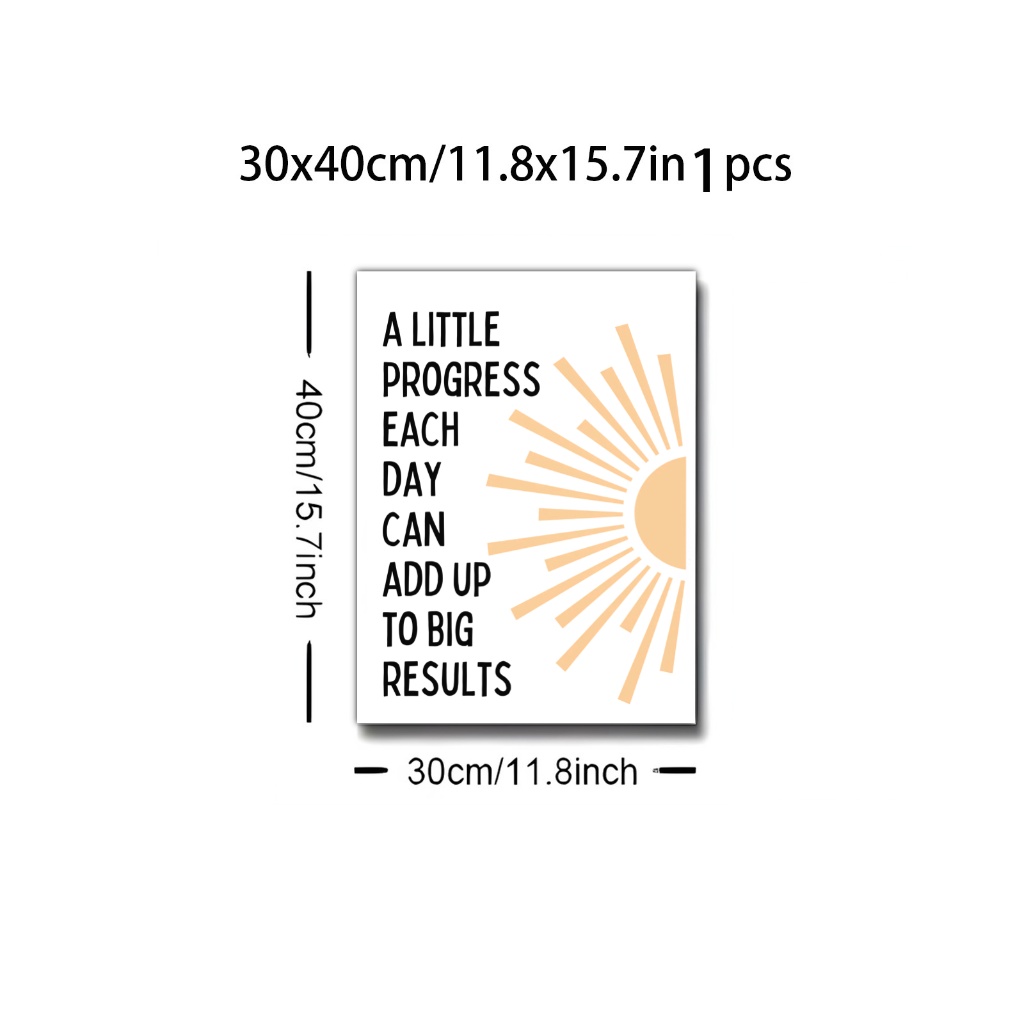 30x40cm/11.8x15.7in 1 pcs
A LITTLE
PROGRESS
EACH
DAY
CAN
ADD UP
TO BIG
RESULTS
40cm/15.7inch
30cm/11.8inch